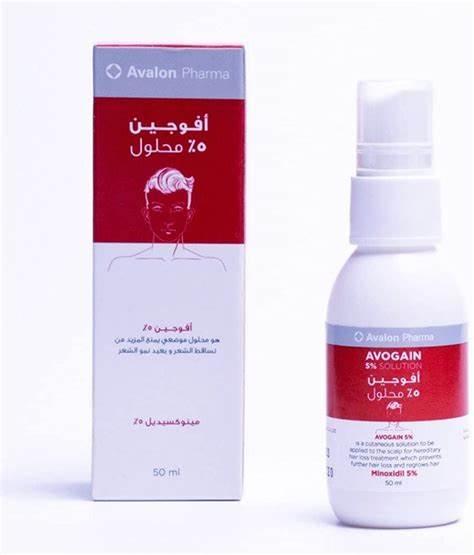 Avalon Pharma
أفوجين
٥٪ محلول
أفوجين ٥٪
هو محلول موضعي يمنع المزيد من
تساقط الشعر و يعيد نمو الشعر
مينوكسيديل ٥٪
50 ml
Avalon Pharma
AVOGAIN
5% SOLUTION
أفوجين
٥٪ محلول
AVOGAIN 5%
is a cutaneous solution to be
applied to the scalp for hereditary
hair loss treatment which prevents
further hair loss and regrows hair
Minoxidil 5%
50 ml